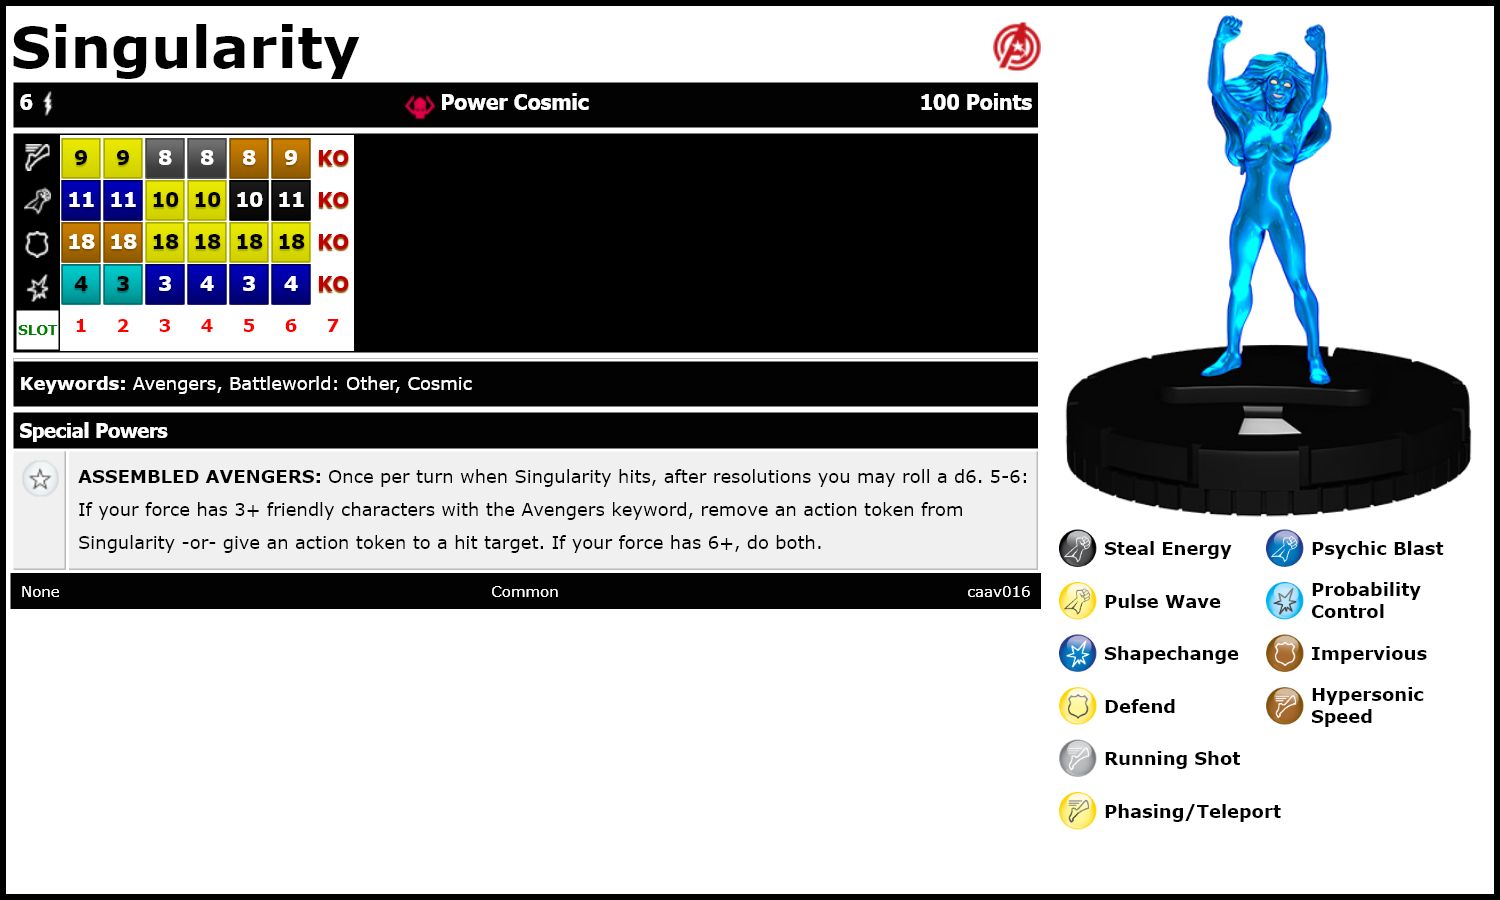 Singularity
6 Power Cosmic 100 Points
9 9 8 8 8 9 KO
11 11 10 10 10 11 KO
18 18 18 18 18 18 KO
4 3 3 4 3 4 KO
SLOT 1 2 3 4 5 6 7
Keywords: Avengers, Battleworld: Other, Cosmic
Special Powers
ASSEMBLED AVENGERS: Once per turn when Singularity hits, after resolutions you may roll a d6. 5-6:
If your force has 3+ friendly characters with the Avengers keyword, remove an action token from
Singularity -or- give an action token to a hit target. If your force has 6+, do both.
None Common caav016
Steal Energy
Psychic Blast
Pulse Wave
Probability
Control
Shapechange
Impervious
Defend
Hypersonic
Speed
Running Shot
Phasing/Teleport